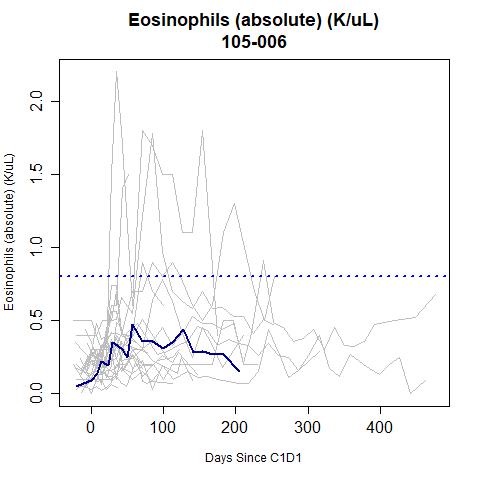 Eosinophils (absolute) (K/uL)
105-006
Eosinophils (absolute) (K/uL)
2.0
1.5
1.0
0.5
0.0
0 100 200 300 400
Days Since C1D1